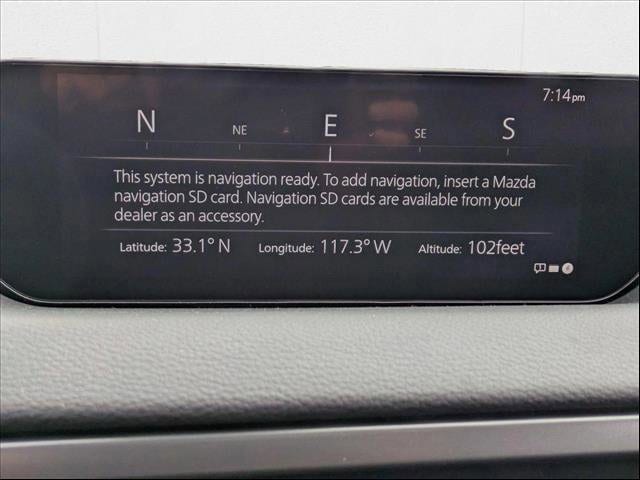 7:14pm
N NE E SE S
This system is navigation ready. To add navigation, insert a Mazda
navigation SD card. Navigation SD cards are available from your
dealer as an accessory.
Latitude: 33.1° N Longitude: 117.3° W Altitude: 102feet